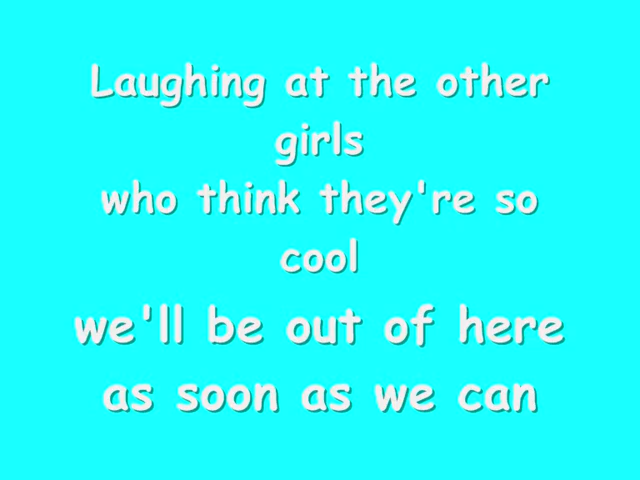 Laughing at the other
girls
who think they're so
cool
we'll be out of here
as soon as we can